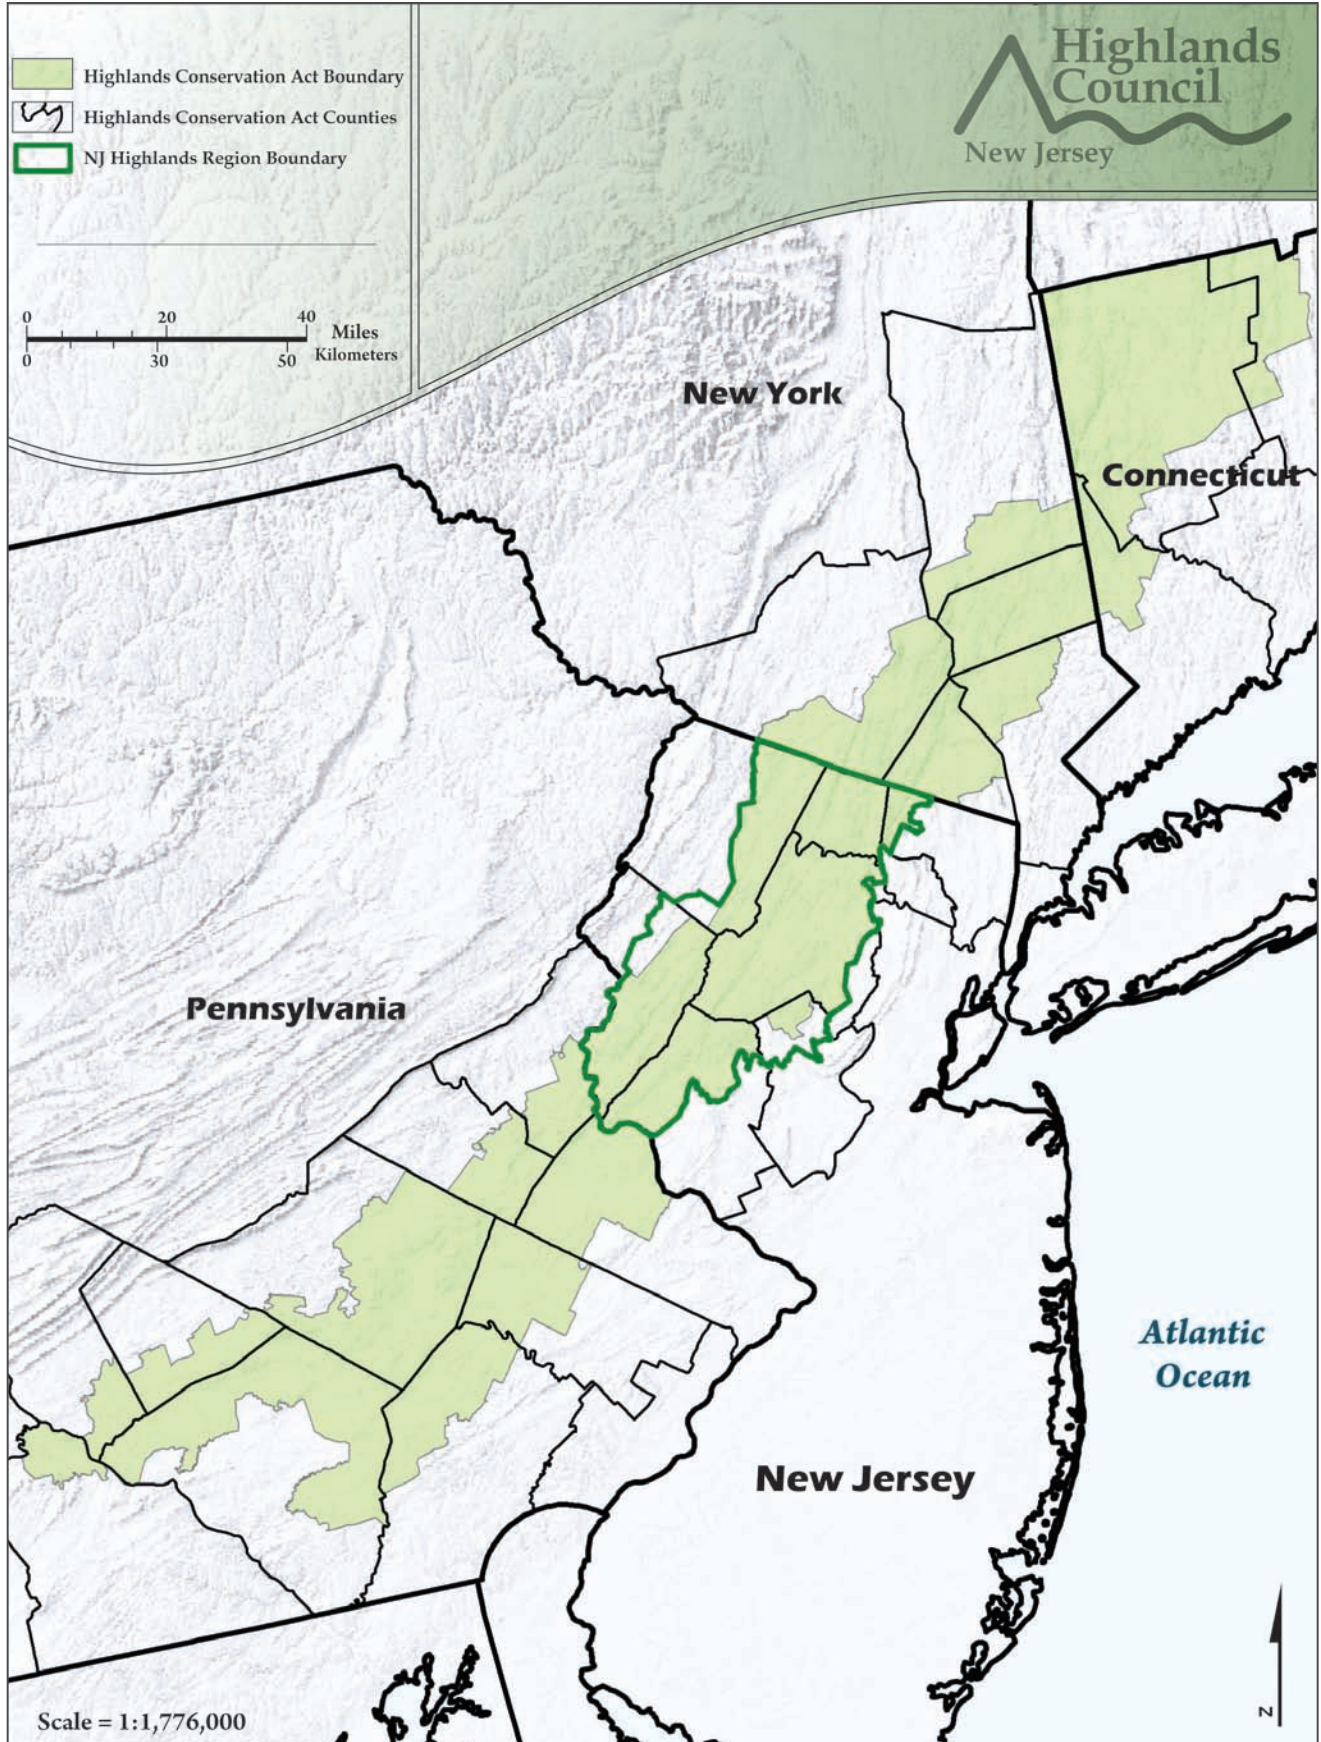 Highlands Conservation Act Boundary
Highlands Conservation Act Counties
NJ Highlands Region Boundary
Highlands
Council
New Jersey
0 20 40
Miles
0 30 50
Kilometers
New York
Connecticut
Pennsylvania
Atlantic
Ocean
New Jersey
Scale = 1:1,776,000
N